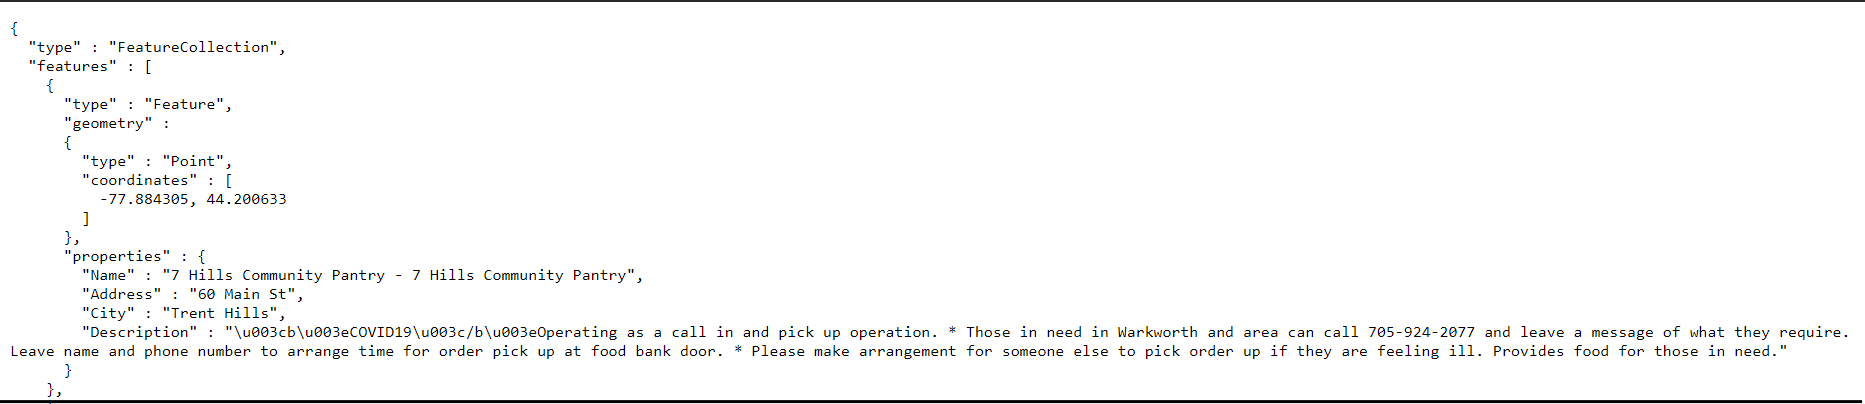 {
  "type" : "FeatureCollection",
  "features" : [
    {
      "type" : "Feature",
      "geometry" :
      {
        "type" : "Point",
        "coordinates" : [
          -77.884305, 44.200633
        ]
      },
      "properties" : {
        "Name" : "7 Hills Community Pantry - 7 Hills Community Pantry",
        "Address" : "60 Main St",
        "City" : "Trent Hills",
        "Description" : "\u003cb\u003eCOVID19\u003c/b\u003eOperating as a call in and pick up operation. * Those in need in Warkworth and area can call 705-924-2077 and leave a message of what they require.
Leave name and phone number to arrange time for order pick up at food bank door. * Please make arrangement for someone else to pick order up if they are feeling ill. Provides food for those in need."
      }
    },